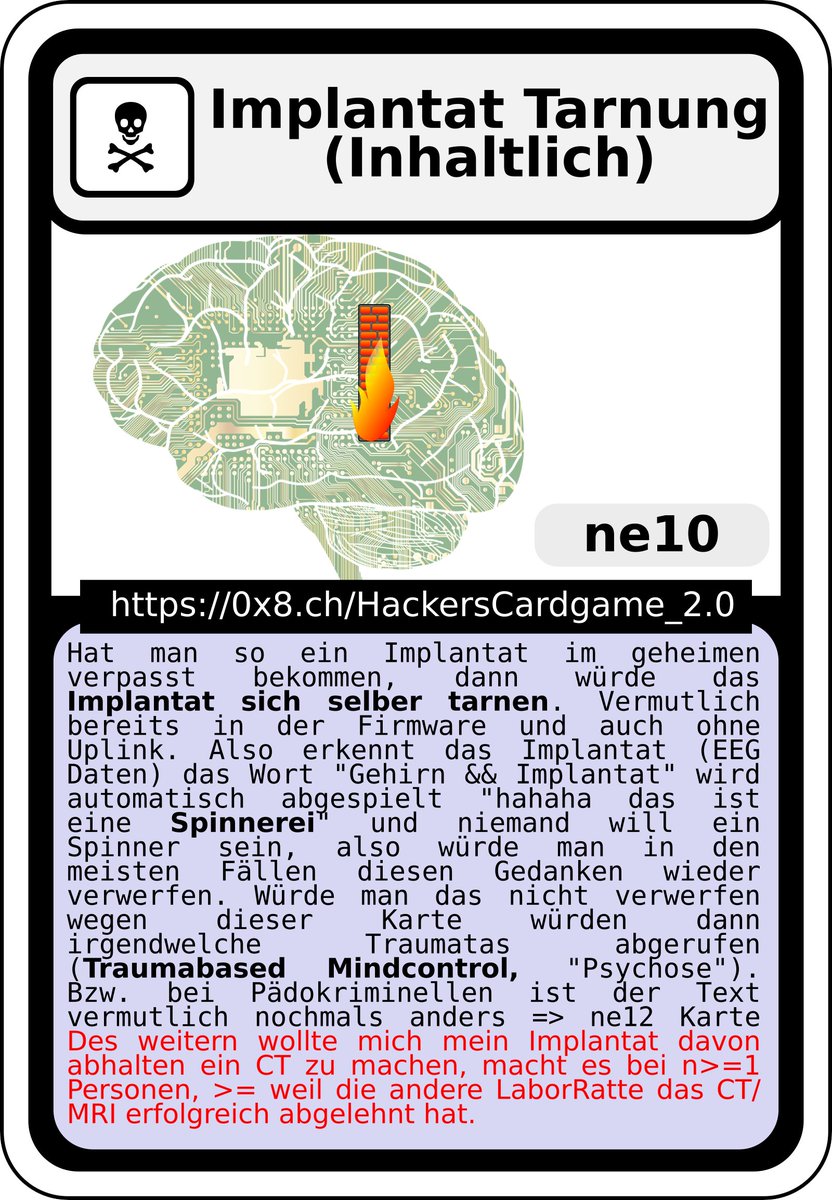 Implantat Tarnung
(Inhaltlich)
ne10
https://0x8.ch/HackersCardgame_2.0
Hat man so ein Implantat im geheimen
verpasst bekommen, dann würde das
Implantat sich selber tarnen. Vermutlich
bereits in der Firmware und auch ohne
Uplink. Also erkennt das Implantat (EEG
Daten) das Wort "Gehirn && Implantat" wird
automatisch abgespielt "hahaha das ist
eine Spinnerei" und niemand will ein
Spinner sein, also würde man in den
meisten Fällen diesen Gedanken wieder
verwerfen. Würde man das nicht verwerfen
wegen dieser Karte würden dann
irgendwelche Traumatas abgerufen
(Traumabased Mindcontrol, "Psychose").
Bzw. bei Pädokriminellen ist der Text
vermutlich nochmals anders => ne12 Karte
Des weitern wollte mich mein Implantat davon
abhalten ein CT zu machen, macht es bei n>=1
Personen, >= weil die andere LaborRatte das CT/
MRI erfolgreich abgelehnt hat.